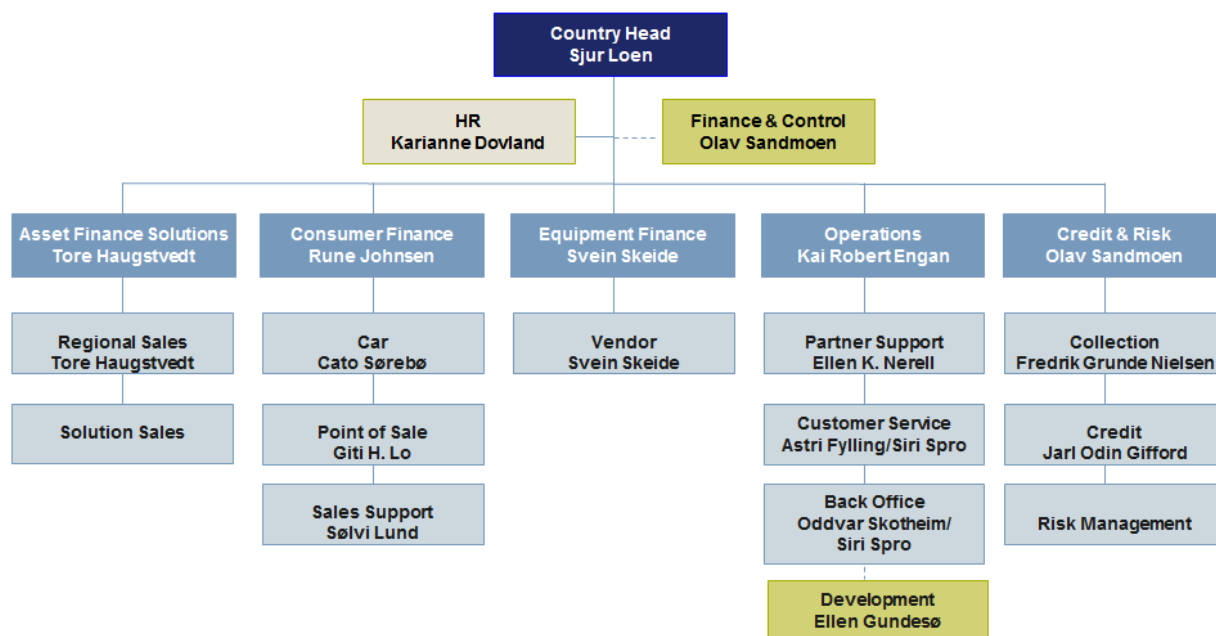 Country Head
Sjur Loen
HR
Karianne Dovland
Finance & Control
Olav Sandmoen
Asset Finance Solutions
Tore Haugstvedt
Consumer Finance
Rune Johnsen
Equipment Finance
Svein Skeide
Operations
Kai Robert Engan
Credit & Risk
Olav Sandmoen
Regional Sales
Tore Haugstvedt
Car
Cato Sørebø
Vendor
Svein Skeide
Partner Support
Ellen K. Nerell
Collection
Fredrik Grunde Nielsen
Solution Sales
Point of Sale
Giti H. Lo
Customer Service
Astri Fylling/Siri Spro
Credit
Jarl Odin Gifford
Sales Support
Sølvi Lund
Back Office
Oddvar Skotheim/
Siri Spro
Risk Management
Development
Ellen Gundesø